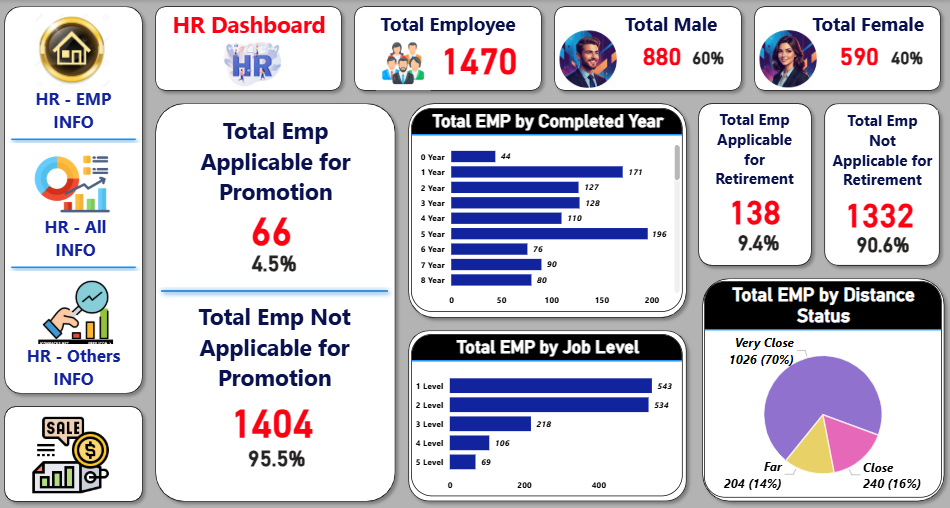 HR - EMP
INFO
HR - All
INFO
HR - Others
INFO
SALE
$
HR Dashboard
HR
Total Employee
1470
Total Male
880 60%
Total Female
590 40%
Total Emp
Applicable for
Promotion
66
4.5%
Total Emp Not
Applicable for
Promotion
1404
95.5%
Total EMP by Completed Year
0 Year 44
1 Year 171
2 Year 127
3 Year 128
4 Year 110
5 Year 196
6 Year 76
7 Year 90
8 Year 80
0 50 100 150 200
Total EMP by Job Level
1 Level 543
2 Level 534
3 Level 218
4 Level 106
5 Level 69
0 200 400
Total Emp
Applicable
for
Retirement
138
9.4%
Total Emp
Not
Applicable for
Retirement
1332
90.6%
Total EMP by Distance
Status
Very Close
1026 (70%)
Far
204 (14%)
Close
240 (16%)